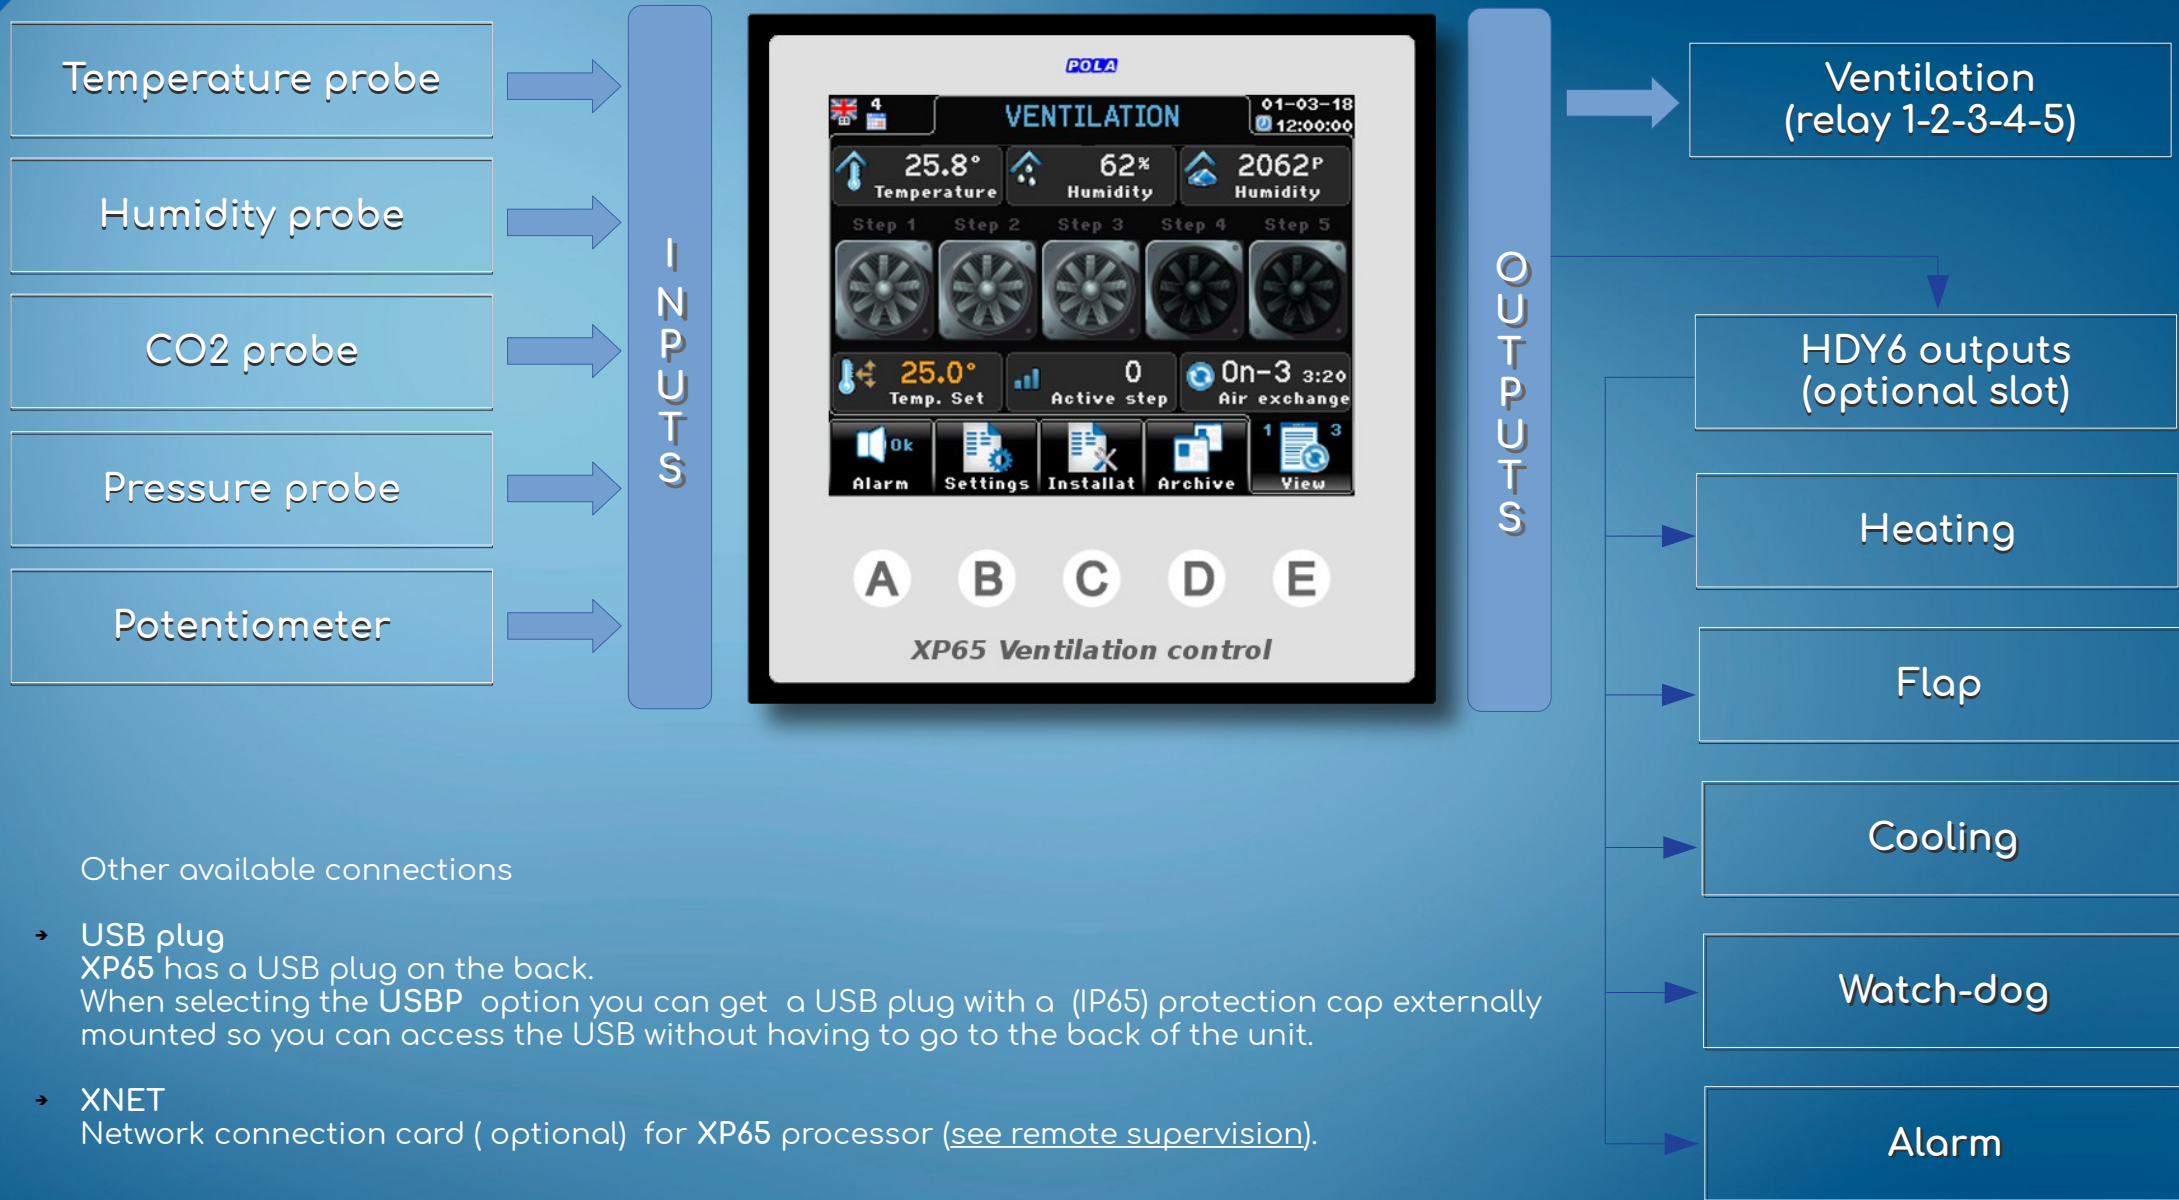 Temperature probe
Humidity probe
CO2 probe
Pressure probe
Potentiometer
INPUTS
POLA
4
VENTILATION
01-03-18
12:00:00
25.8°
Temperature
62%
Humidity
2062P
Humidity
Step 1 Step 2 Step 3 Step 4 Step 5
25.0°
Temp. Set
0
Active step
On-3 3:20
Air exchange
Ok
1 3
Alarm Settings Installat Archive View
A B C D E
XP65 Ventilation control
OUTPUTS
Ventilation
(relay 1-2-3-4-5)
HDY6 outputs
(optional slot)
Heating
Flap
Cooling
Watch-dog
Alarm
Other available connections
USB plug
XP65 has a USB plug on the back.
When selecting the USBP option you can get a USB plug with a (IP65) protection cap externally
mounted so you can access the USB without having to go to the back of the unit.
XNET
Network connection card ( optional) for XP65 processor (see remote supervision).